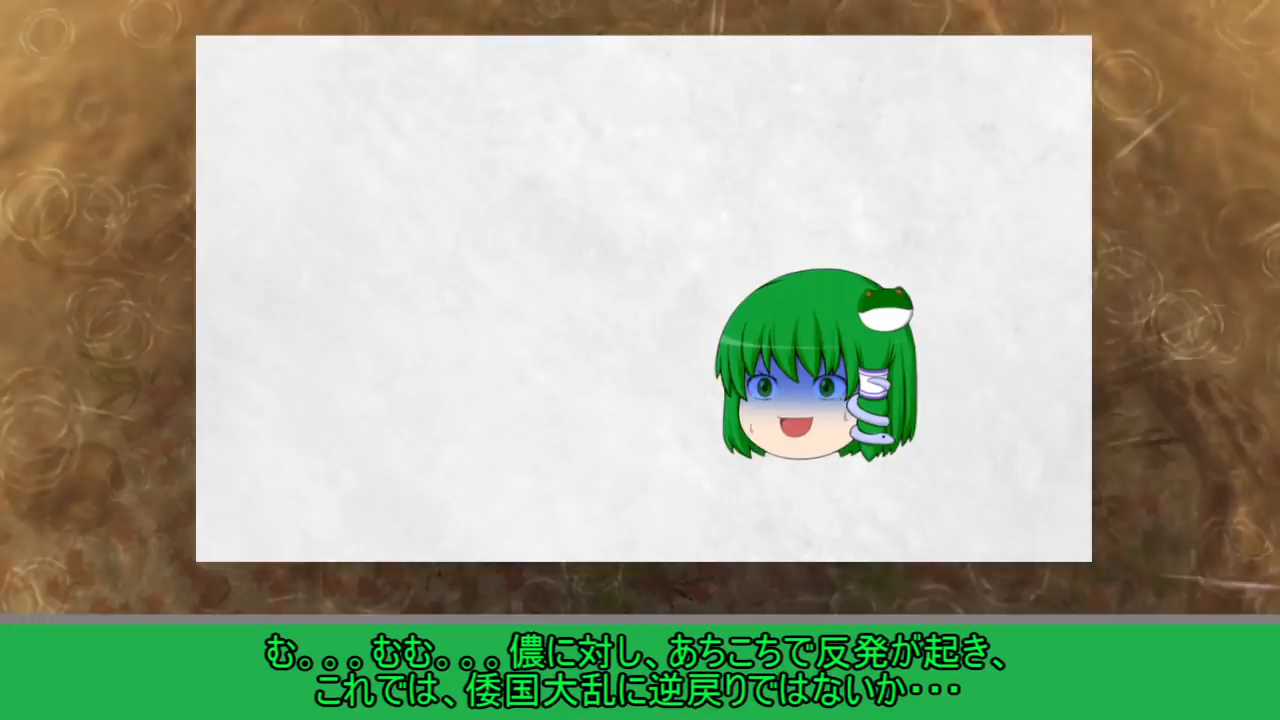 む。。。むむ。。。儂に対し、あちこちで反発が起き、
これでは、倭国大乱に逆戻りではないか・・・